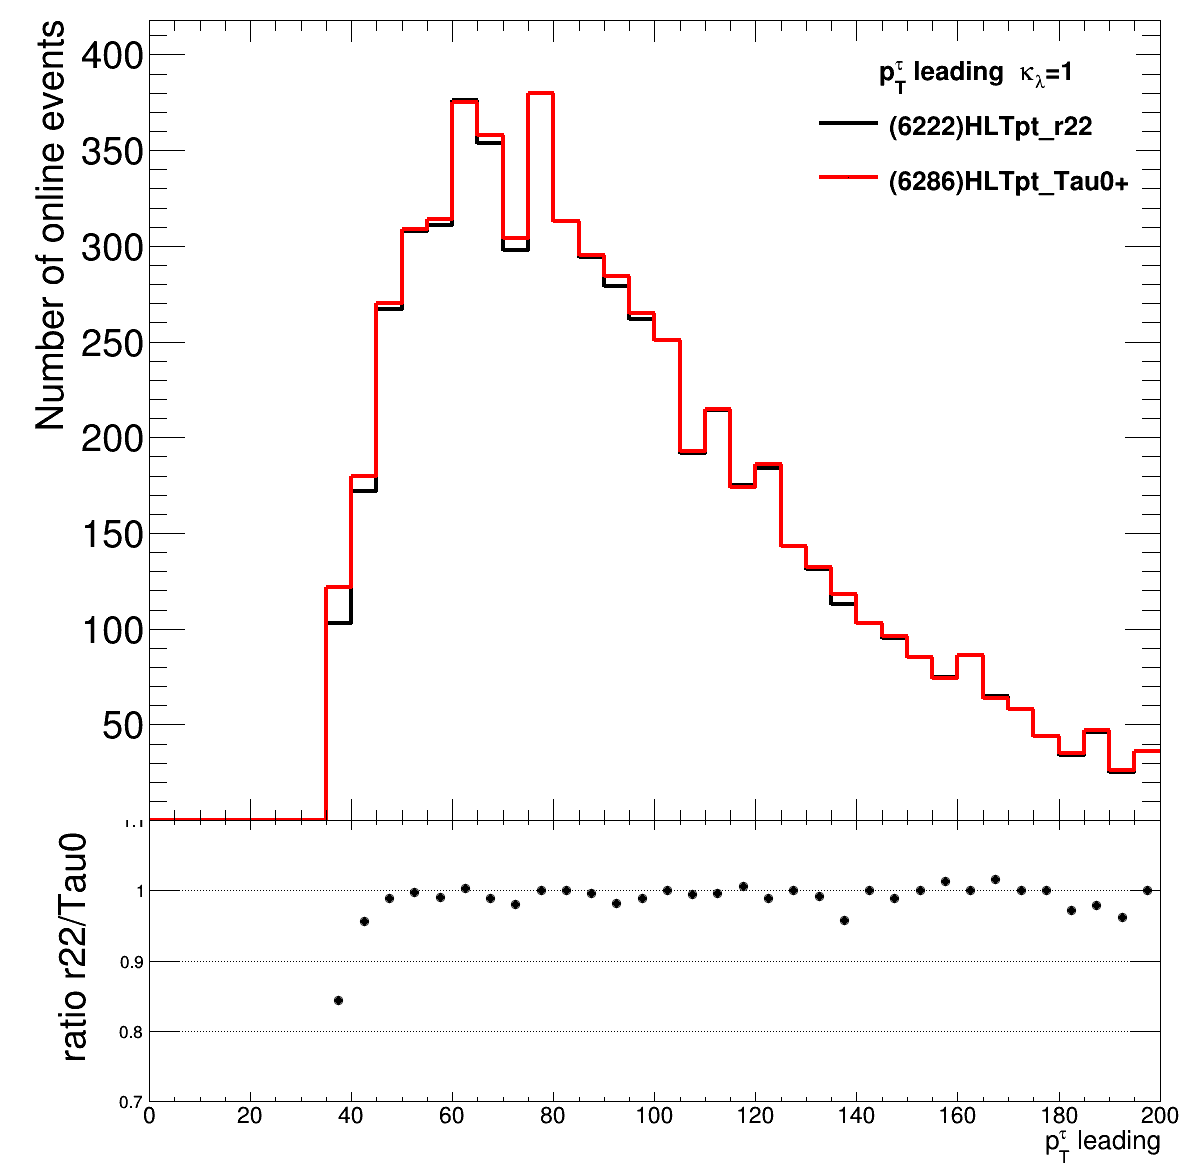 Number of online events
400
350
300
250
200
150
100
50
p_T^τ leading κ_λ=1
(6222)HLTpt_r22
(6286)HLTpt_Tau0+
ratio r22/Tau0
1.1
1
0.9
0.8
0.7
0 20 40 60 80 100 120 140 160 180 200
p_T^τ leading